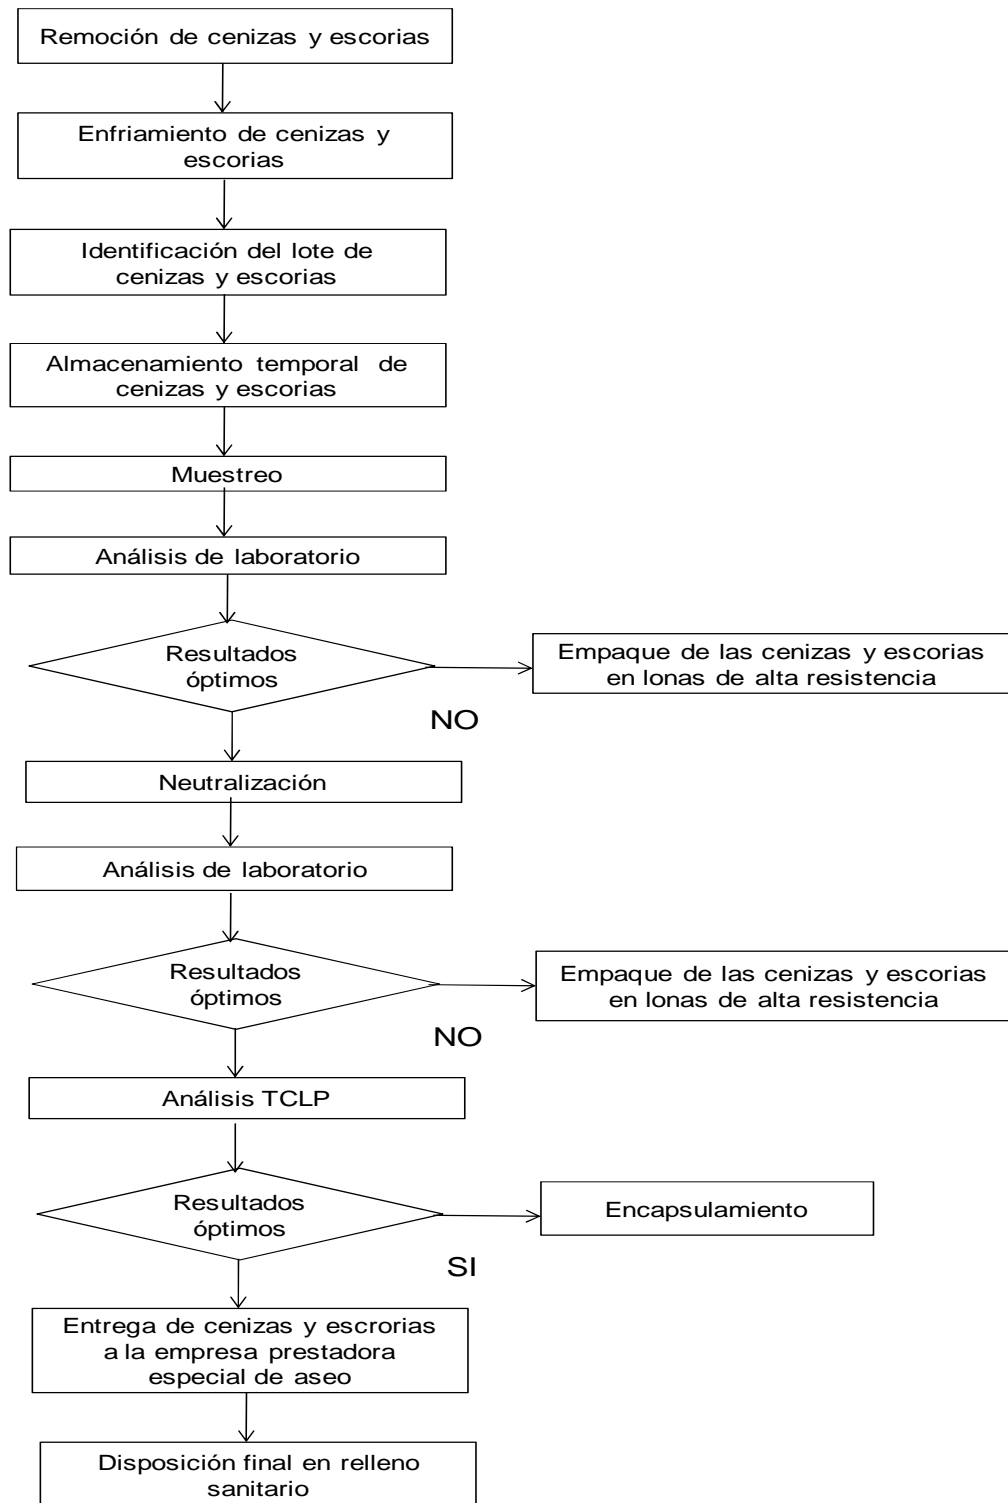 Remoción de cenizas y escorias
Enfriamiento de cenizas y
escorias
Identificación del lote de
cenizas y escorias
Almacenamiento temporal de
cenizas y escorias
Muestreo
Análisis de laboratorio
Resultados
óptimos
Empaque de las cenizas y escorias
en lonas de alta resistencia
NO
Neutralización
Análisis de laboratorio
Resultados
óptimos
Empaque de las cenizas y escorias
en lonas de alta resistencia
NO
Análisis TCLP
Resultados
óptimos
Encapsulamiento
SI
Entrega de cenizas y escrorias
a la empresa prestadora
especial de aseo
Disposición final en relleno
sanitario